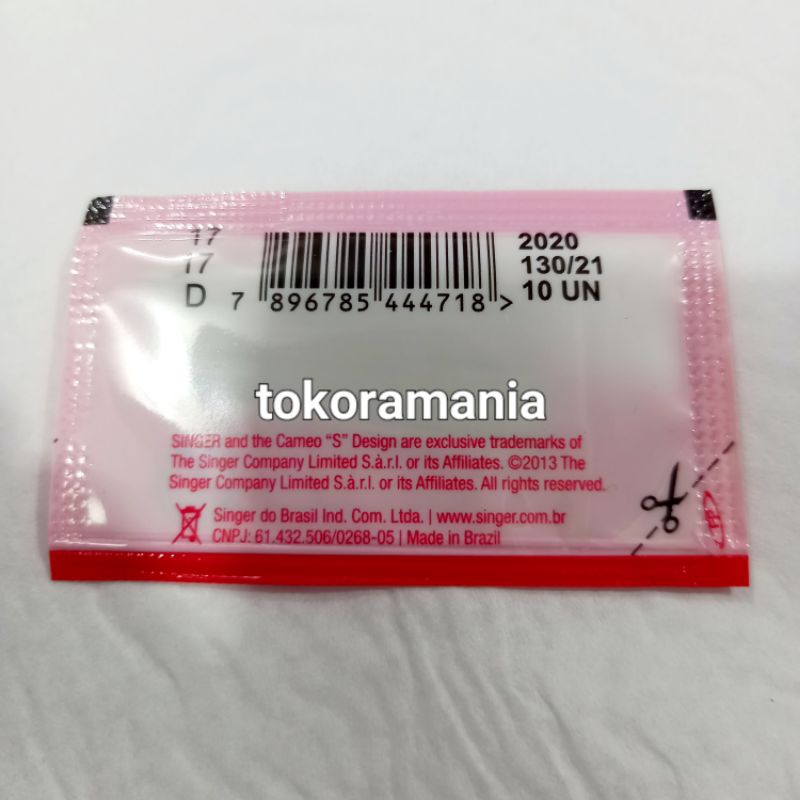 17
17
D
7 896785 444718 >
2020
130/21
10 UN
tokoramania
SINGER and the Cameo “S” Design are exclusive trademarks of
The Singer Company Limited S.à.r.l. or its Affiliates. ©2013 The
Singer Company Limited S.à.r.l. or its Affiliates. All rights reserved.
Singer do Brasil Ind. Com. Ltda. | www.singer.com.br
CNPJ: 61.432.506/0268-05 | Made in Brazil